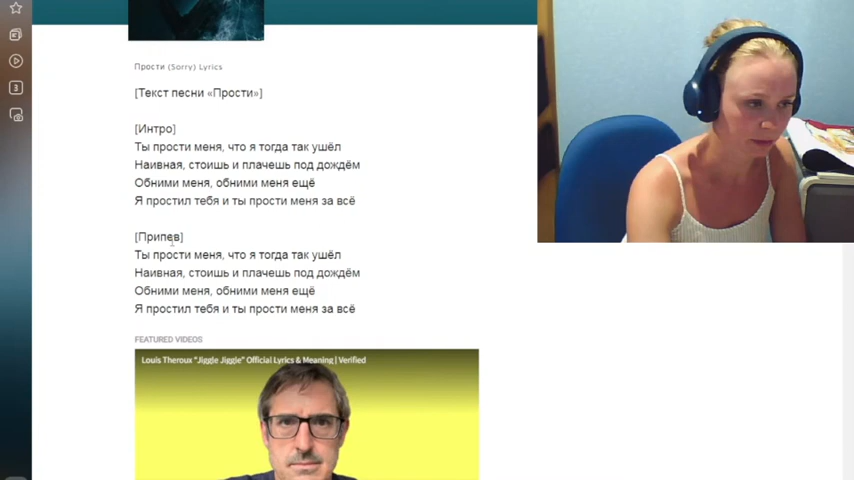 Прости (Sorry) Lyrics
[Текст песни «Прости»]
[Интро]
Ты прости меня, что я тогда так ушёл
Наивная, стоишь и плачешь под дождём
Обними меня, обними меня ещё
Я простил тебя и ты прости меня за всё
[Припев]
Ты прости меня, что я тогда так ушёл
Наивная, стоишь и плачешь под дождём
Обними меня, обними меня ещё
Я простил тебя и ты прости меня за всё
FEATURED VIDEOS
Louis Theroux "Jiggle Jiggle" Official Lyrics & Meaning | Verified
3